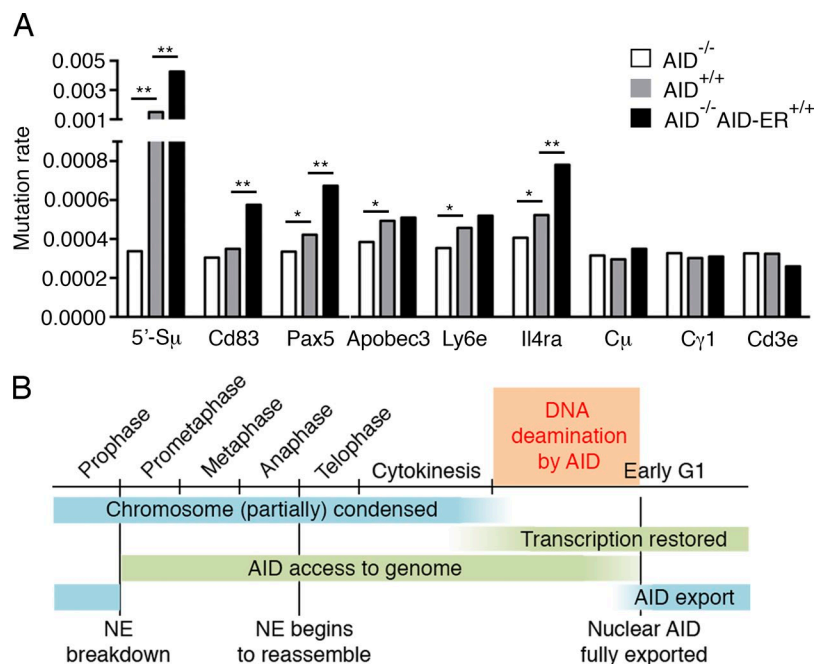 A
Mutation rate
0.005
0.003
0.001
0.0008
0.0006
0.0004
0.0002
0.0000
** **
**
* **
*
*
* **
AID-/-
AID+/+
AID-/-AID-ER+/+
5'-Sμ Cd83 Pax5 Apobec3 Ly6e Il4ra Cμ Cγ1 Cd3e
B
Prophase
Prometaphase
Metaphase
Anaphase
Telophase
Cytokinesis
DNA
deamination
by AID
Early G1
Chromosome (partially) condensed
Transcription restored
AID access to genome
AID export
NE
breakdown
NE begins
to reassemble
Nuclear AID
fully exported